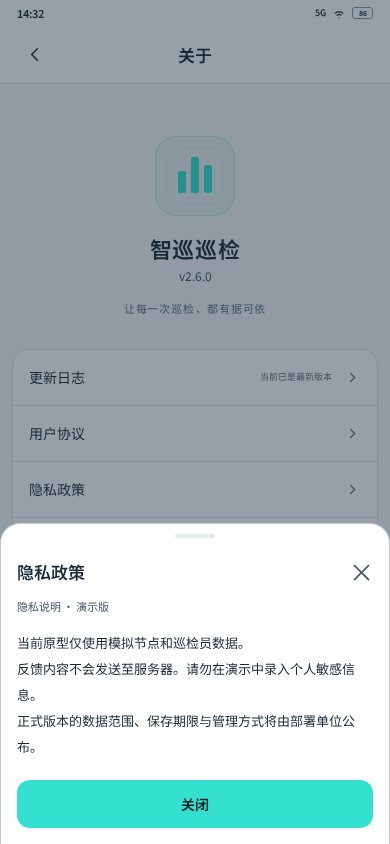 14:32
5G
86
关于
智巡巡检
v2.6.0
让每一次巡检，都有据可依
更新日志
当前已是最新版本
用户协议
隐私政策
隐私政策
隐私说明 · 演示版
当前原型仅使用模拟节点和巡检员数据。
反馈内容不会发送至服务器。请勿在演示中录入个人敏感信
息。
正式版本的数据范围、保存期限与管理方式将由部署单位公
布。
关闭